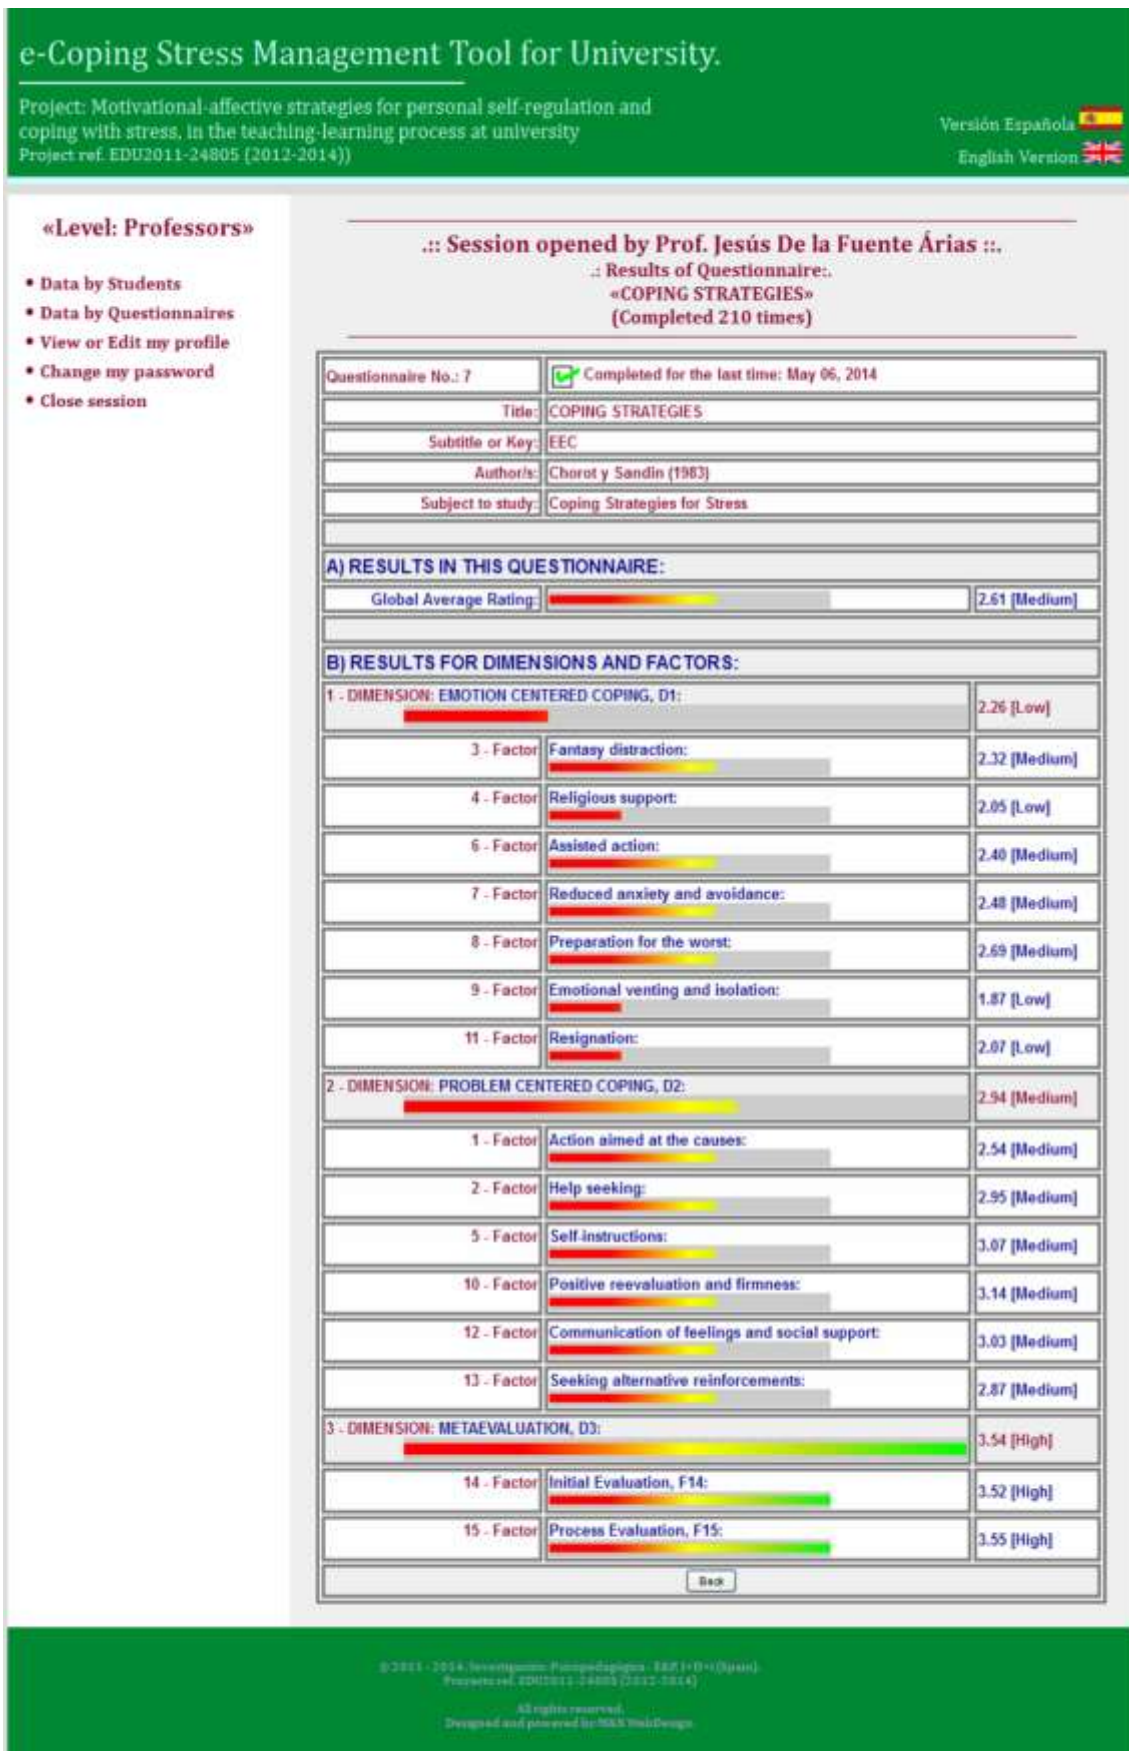 e-Coping Stress Management Tool for University.
Project: Motivational-affective strategies for personal self-regulation and
coping with stress, in the teaching-learning process at university
Project ref. EDU2011-24805 (2012-2014))
Versión Española
English Version
«Level: Professors»
• Data by Students
• Data by Questionnaires
• View or Edit my profile
• Change my password
• Close session
.:: Session opened by Prof. Jesús De la Fuente Árias ::.
.: Results of Questionnaire:.
«COPING STRATEGIES»
(Completed 210 times)
Questionnaire No.: 7 Completed for the last time: May 06, 2014
Title: COPING STRATEGIES
Subtitle or Key: EEC
Author/s: Chorot y Sandin (1983)
Subject to study: Coping Strategies for Stress
A) RESULTS IN THIS QUESTIONNAIRE:
Global Average Rating: 2.61 [Medium]
B) RESULTS FOR DIMENSIONS AND FACTORS:
1 - DIMENSION: EMOTION CENTERED COPING, D1: 2.26 [Low]
3 - Factor Fantasy distraction: 2.32 [Medium]
4 - Factor Religious support: 2.05 [Low]
6 - Factor Assisted action: 2.40 [Medium]
7 - Factor Reduced anxiety and avoidance: 2.48 [Medium]
8 - Factor Preparation for the worst: 2.69 [Medium]
9 - Factor Emotional venting and isolation: 1.87 [Low]
11 - Factor Resignation: 2.07 [Low]
2 - DIMENSION: PROBLEM CENTERED COPING, D2: 2.94 [Medium]
1 - Factor Action aimed at the causes: 2.54 [Medium]
2 - Factor Help seeking: 2.95 [Medium]
5 - Factor Self-instructions: 3.07 [Medium]
10 - Factor Positive reevaluation and firmness: 3.14 [Medium]
12 - Factor Communication of feelings and social support: 3.03 [Medium]
13 - Factor Seeking alternative reinforcements: 2.87 [Medium]
3 - DIMENSION: METAEVALUATION, D3: 3.54 [High]
14 - Factor Initial Evaluation, F14: 3.52 [High]
15 - Factor Process Evaluation, F15: 3.55 [High]
Back
All rights reserved.
Designed and powered by